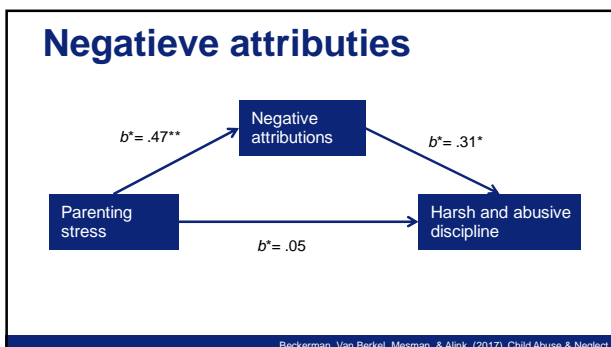 Negatieve attributies
Negative
attributions
b*= .47**
b*= .31*
Parenting
stress
Harsh and abusive
discipline
b*= .05
Beckerman, Van Berkel, Mesman, & Alink, (2017), Child Abuse & Neglect